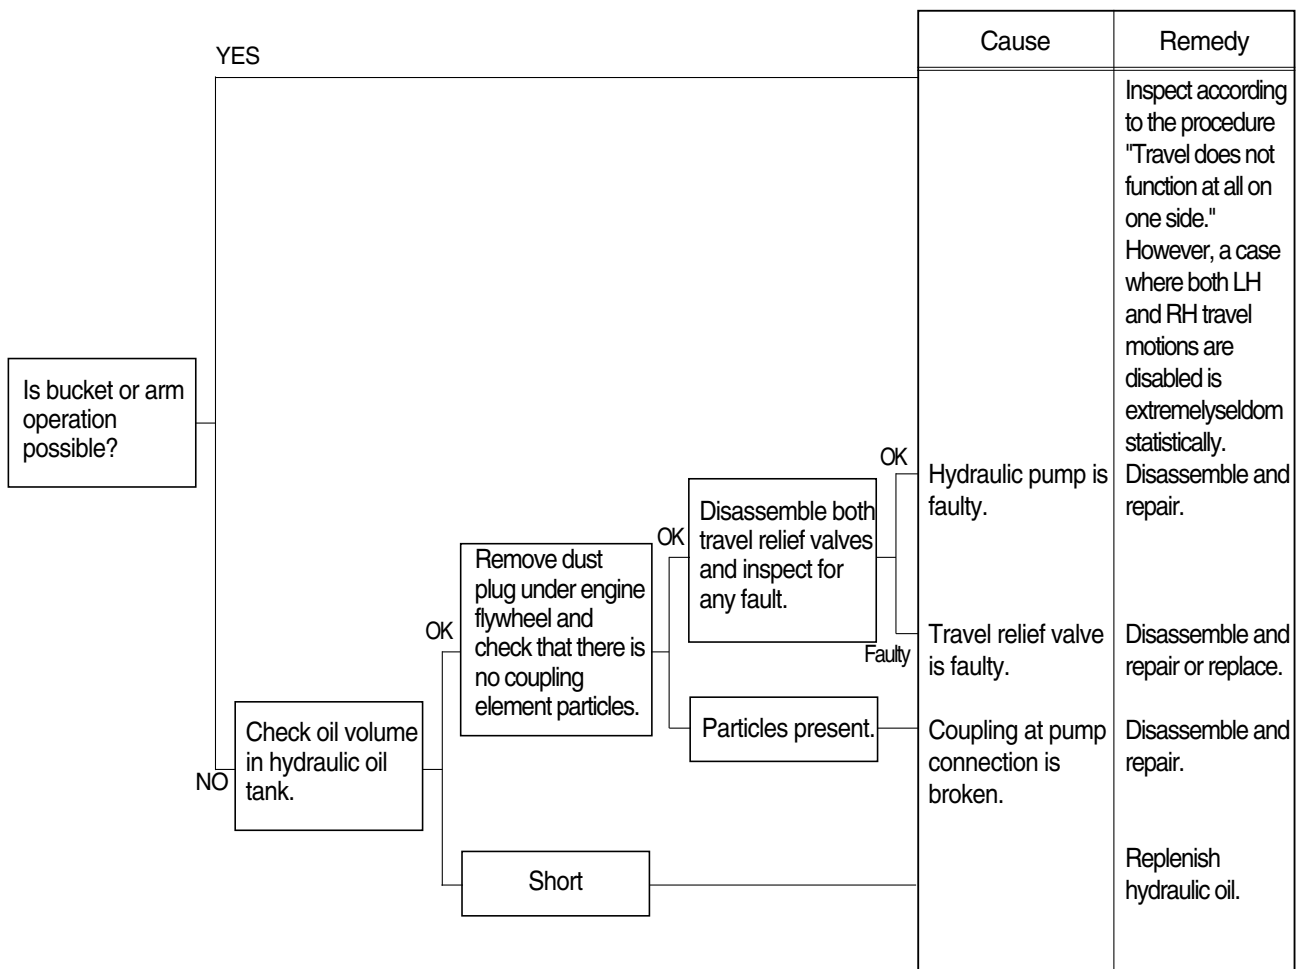 Cause
Remedy
YES
Inspect according
to the procedure
"Travel does not
function at all on
one side."
However, a case
where both LH
and RH travel
motions are
disabled is
extremelyseldom
statistically.
Is bucket or arm
operation
possible?
NO
Check oil volume
in hydraulic oil
tank.
OK
Remove dust
plug under engine
flywheel and
check that there is
no coupling
element particles.
OK
Disassemble both
travel relief valves
and inspect for
any fault.
OK
Hydraulic pump is
faulty.
Disassemble and
repair.
Faulty
Travel relief valve
is faulty.
Disassemble and
repair or replace.
Particles present.
Coupling at pump
connection is
broken.
Disassemble and
repair.
Short
Replenish
hydraulic oil.